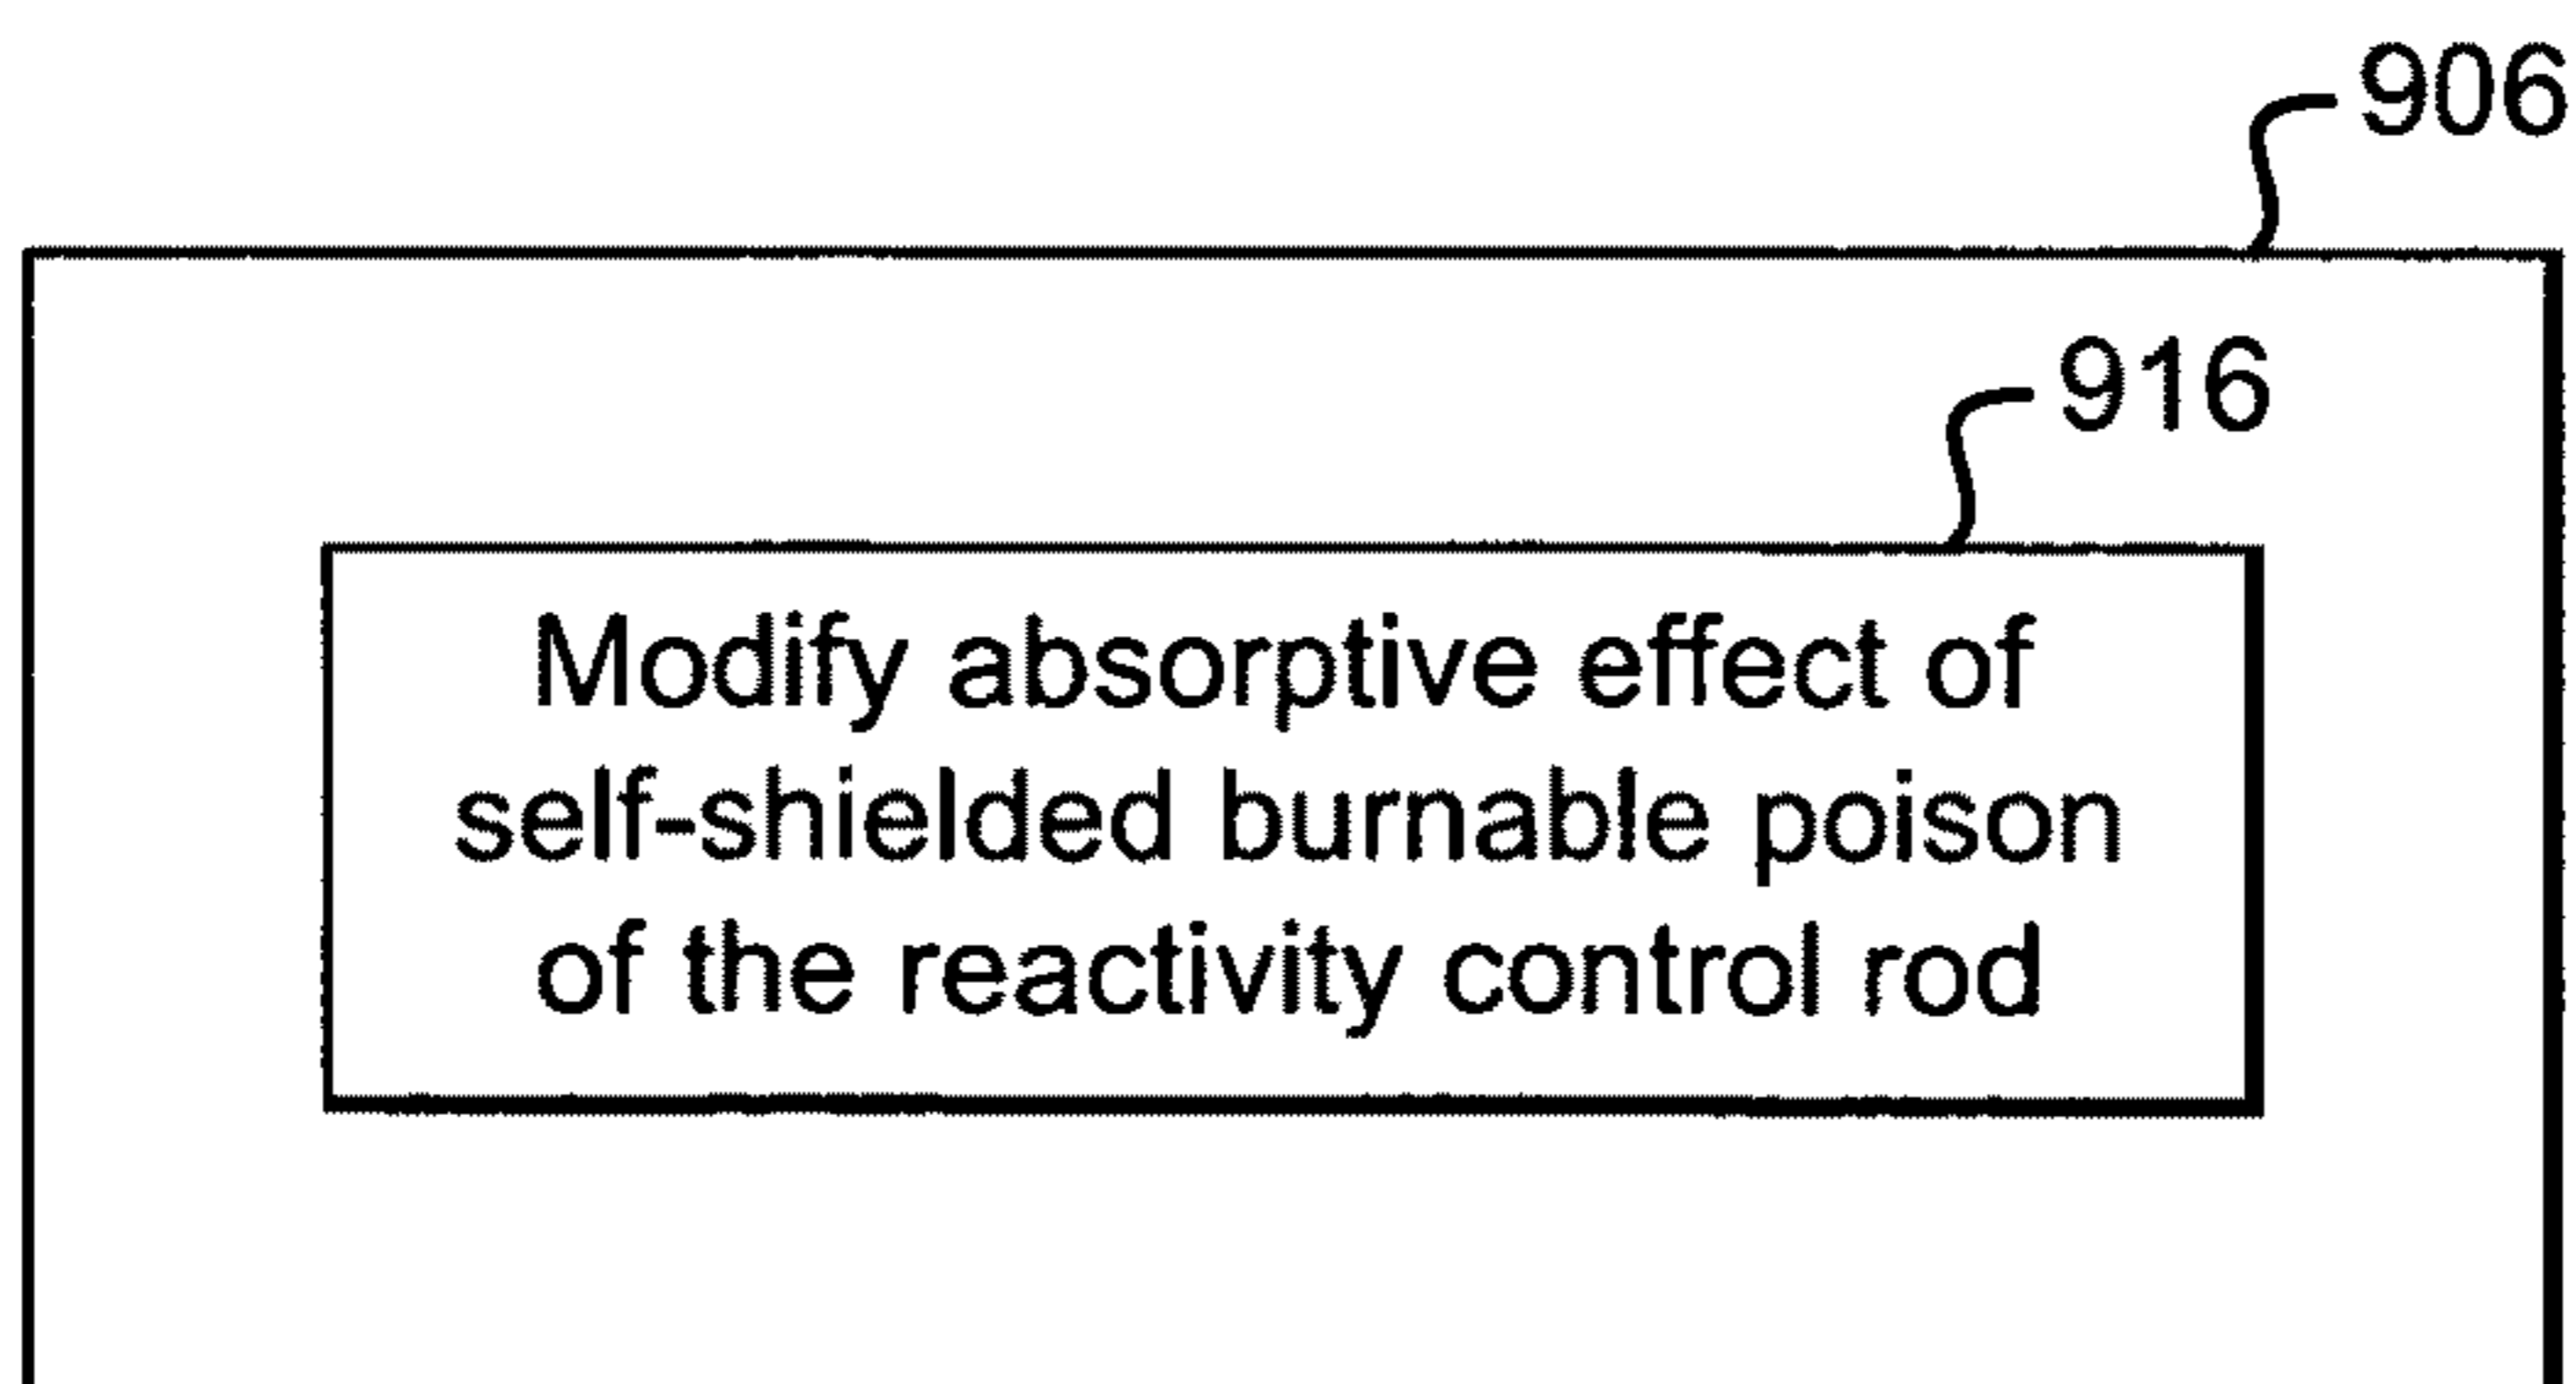 906
916
Modify absorptive effect of
self-shielded burnable poison
of the reactivity control rod